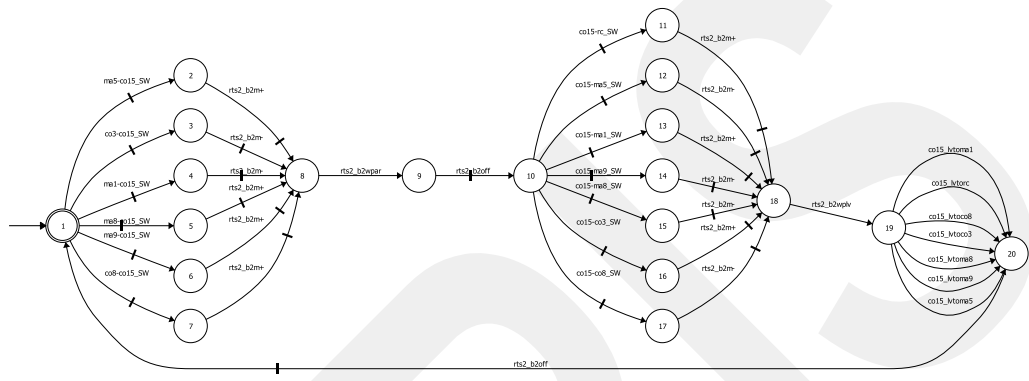 ma5-co15_SW
co3-co15_SW
ma1-co15_SW
ma8-co15_SW
ma9-co15_SW
co8-co15_SW
1
2
3
4
5
6
7
rts2_b2m+
rts2_b2m-
rts2_b2m-
rts2_b2m+
rts2_b2m+
rts2_b2m+
8
rts2_b2wpar
9
rts2_b2off
10
co15-rc_SW
co15-ma5_SW
co15-ma1_SW
co15-ma9_SW
co15-ma8_SW
co15-co3_SW
co15-co8_SW
11
12
13
14
15
16
17
rts2_b2m+
rts2_b2m-
rts2_b2m+
rts2_b2m-
rts2_b2m-
rts2_b2m+
rts2_b2m-
18
rts2_b2wplv
19
co15_lvtoma1
co15_lvtorc
co15_lvtoco8
co15_lvtoco3
co15_lvtoma8
co15_lvtoma9
co15_lvtoma5
20
rts2_b2off